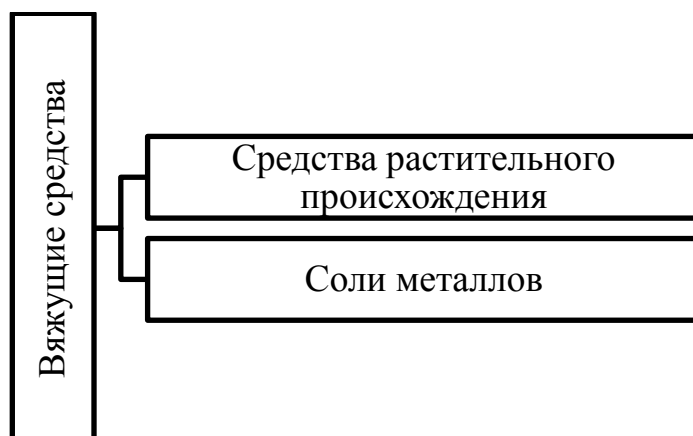 Вяжущие средства
Средства растительного
происхождения
Соли металлов